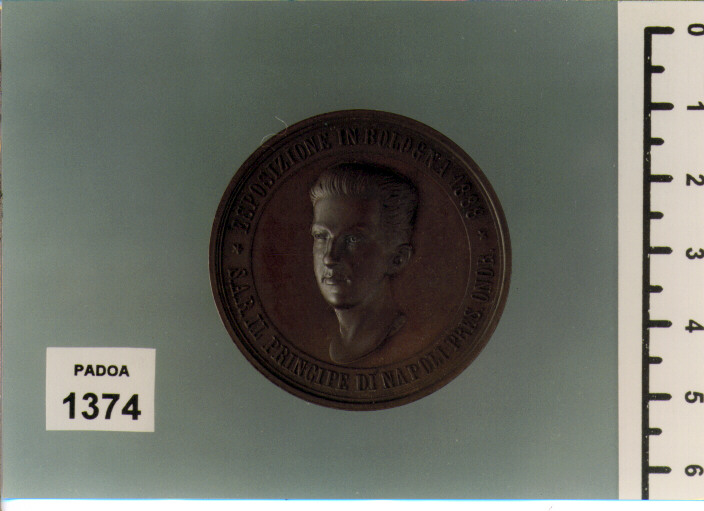 ESPOSIZIONE IN BOLOGNA 1888
S.A.R. IL PRINCIPE DI NAPOLI PRES. ONOR.
PADOA
1374
0
1
2
3
4
5
6